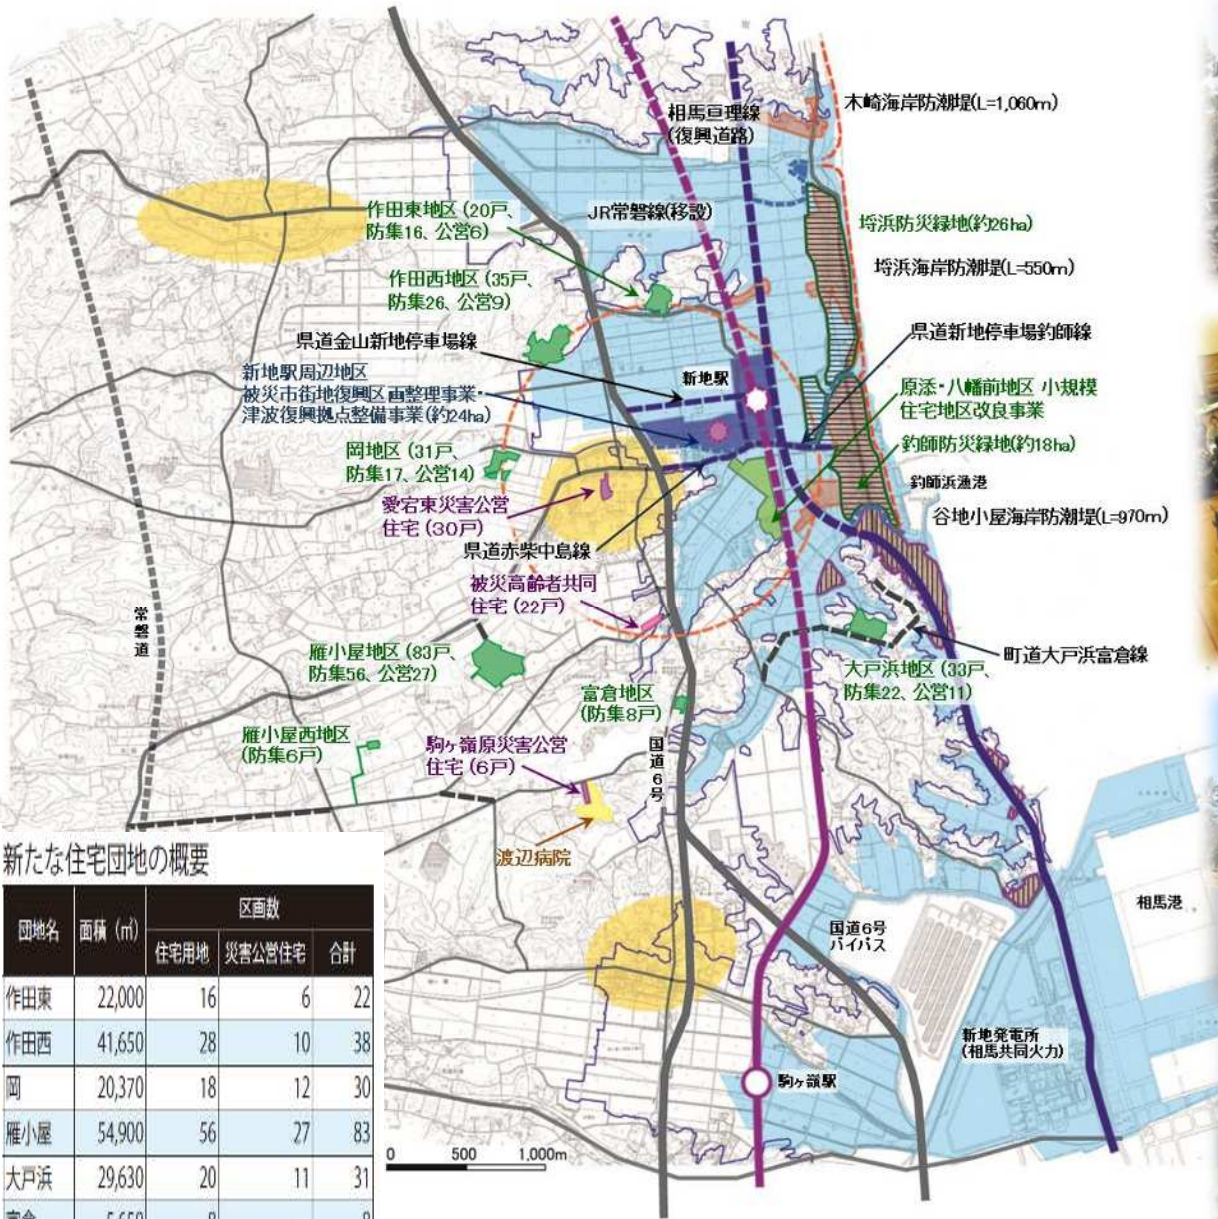 木崎海岸防潮堤(L=1,060m)
相馬亘理線
(復興道路)
作田東地区(20戸、
防集16、公営6)
JR常磐線(移設)
埒浜防災緑地(約26ha)
埒浜海岸防潮堤(L=550m)
作田西地区(35戸、
防集26、公営9)
県道金山新地停車場線
県道新地停車場釣師線
新地駅周辺地区
被災市街地復興区画整理事業・
津波復興拠点整備事業(約24ha)
新地駅
原添・八幡前地区 小規模
住宅地区改良事業
釣師防災緑地(約18ha)
岡地区(31戸、
防集17、公営14)
釣師浜漁港
愛宕東災害公営
住宅(30戸)
谷地小屋海岸防潮堤(L=970m)
県道赤柴中島線
被災高齢者共同
住宅(22戸)
常磐道
雁小屋地区(83戸、
防集56、公営27)
町道大戸浜富倉線
大戸浜地区(33戸、
防集22、公営11)
富倉地区
(防集8戸)
雁小屋西地区
(防集6戸)
駒ヶ嶺原災害公営
住宅(6戸)
国道6号
渡辺病院
相馬港
国道6号
バイパス
新地発電所
(相馬共同火力)
駒ヶ嶺駅
0 500 1,000m
新たな住宅団地の概要
団地名 面積(㎡) 区画数
住宅用地 災害公営住宅 合計
作田東 22,000 16 6 22
作田西 41,650 28 10 38
岡 20,370 18 12 30
雁小屋 54,900 56 27 83
大戸浜 29,630 20 11 31